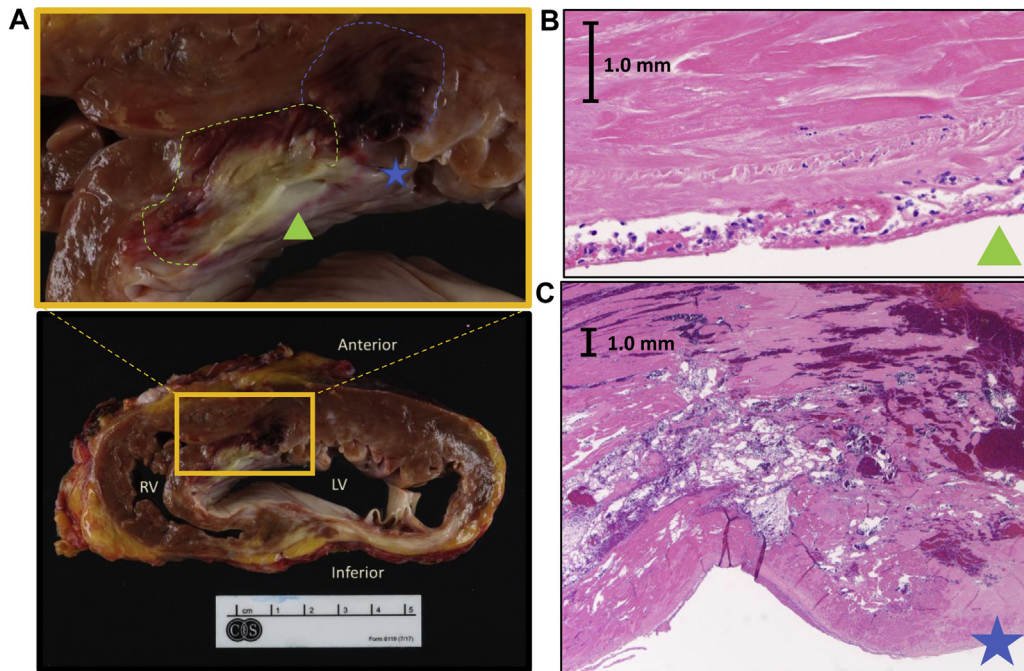 A
B
1.0 mm
C
1.0 mm
Anterior
RV
LV
Inferior
cm 1 2 3 4 5
Form 6119 (7/17)